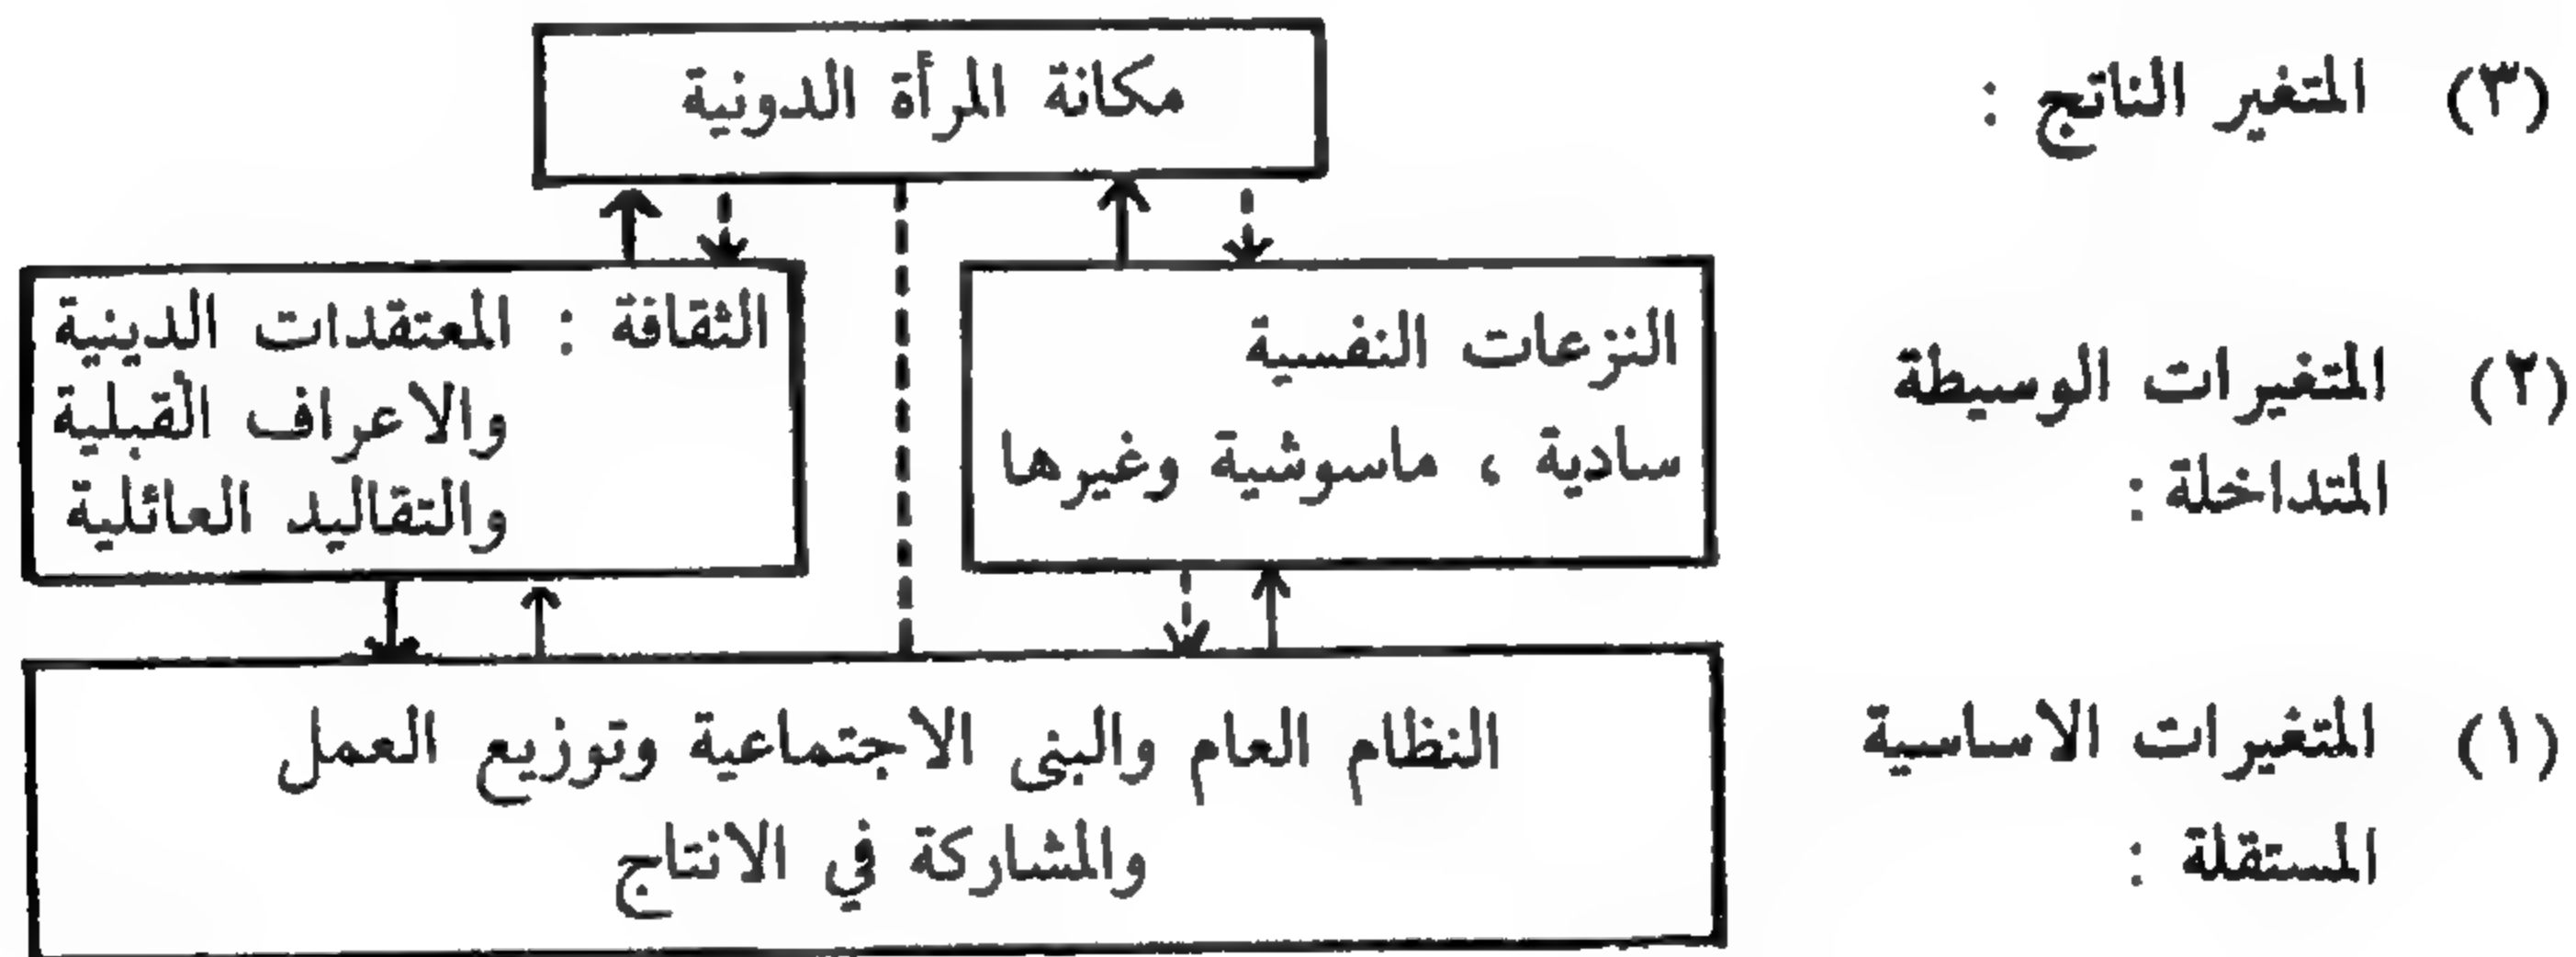 (٣) المتغير الناتج :
مكانة المرأة الدونية
(٢) المتغيرات الوسيطة
المتداخلة :
النزعات النفسية
سادية ، ماسوشية وغيرها
الثقافة : المعتقدات الدينية
والاعراف القبلية
والتقاليد العائلية
(١) المتغيرات الاساسية
المستقلة :
النظام العام والبنى الاجتماعية وتوزيع العمل
والمشاركة في الانتاج